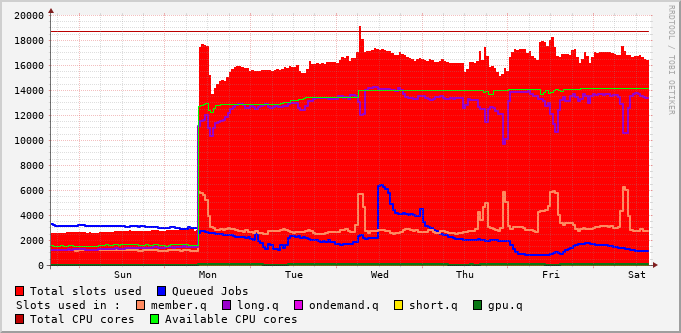 20000
18000
16000
14000
12000
10000
8000
6000
4000
2000
0
Sun Mon Tue Wed Thu Fri Sat
RRDTOOL / TOBI OETIKER
Total slots used Queued Jobs
Slots used in : member.q long.q ondemand.q short.q gpu.q
Total CPU cores Available CPU cores